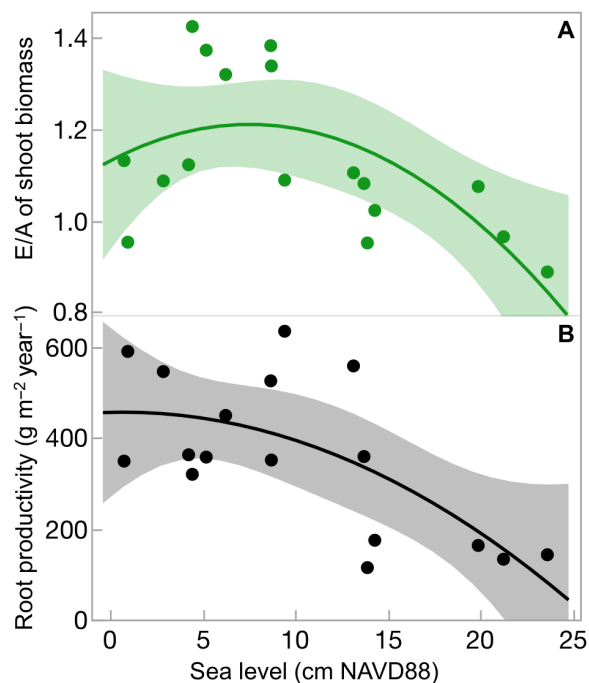 A
1.4
1.2
1.0
0.8
E/A of shoot biomass
B
600
400
200
0
Root productivity (g m⁻² year⁻¹)
0 5 10 15 20 25
Sea level (cm NAVD88)